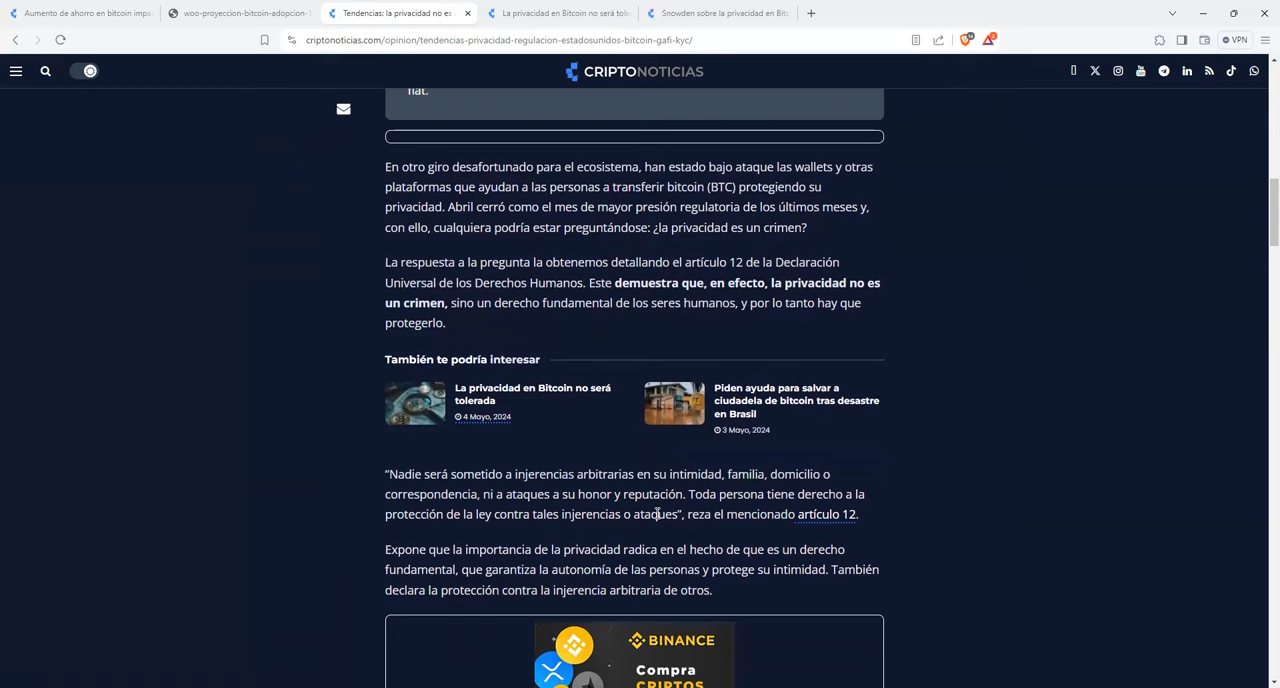 Aumento de ahorro en bitcoin impa
woo-proyeccion-bitcoin-adopcion-1
Tendencias: la privacidad no es
La privacidad en Bitcoin no será tole
Snowden sobre la privacidad en Bit
criptonoticias.com/opinion/tendencias-privacidad-regulacion-estadosunidos-bitcoin-gafi-kyc/
VPN
CRIPTONOTICIAS
fiat.
En otro giro desafortunado para el ecosistema, han estado bajo ataque las wallets y otras
plataformas que ayudan a las personas a transferir bitcoin (BTC) protegiendo su
privacidad. Abril cerró como el mes de mayor presión regulatoria de los últimos meses y,
con ello, cualquiera podría estar preguntándose: ¿la privacidad es un crimen?
La respuesta a la pregunta la obtenemos detallando el artículo 12 de la Declaración
Universal de los Derechos Humanos. Este demuestra que, en efecto, la privacidad no es
un crimen, sino un derecho fundamental de los seres humanos, y por lo tanto hay que
protegerlo.
También te podría interesar
La privacidad en Bitcoin no será
tolerada
4 Mayo, 2024
Piden ayuda para salvar a
ciudadela de bitcoin tras desastre
en Brasil
3 Mayo, 2024
“Nadie será sometido a injerencias arbitrarias en su intimidad, familia, domicilio o
correspondencia, ni a ataques a su honor y reputación. Toda persona tiene derecho a la
protección de la ley contra tales injerencias o ataques”, reza el mencionado artículo 12.
Expone que la importancia de la privacidad radica en el hecho de que es un derecho
fundamental, que garantiza la autonomía de las personas y protege su intimidad. También
declara la protección contra la injerencia arbitraria de otros.
BINANCE
Compra
CRIPTOS